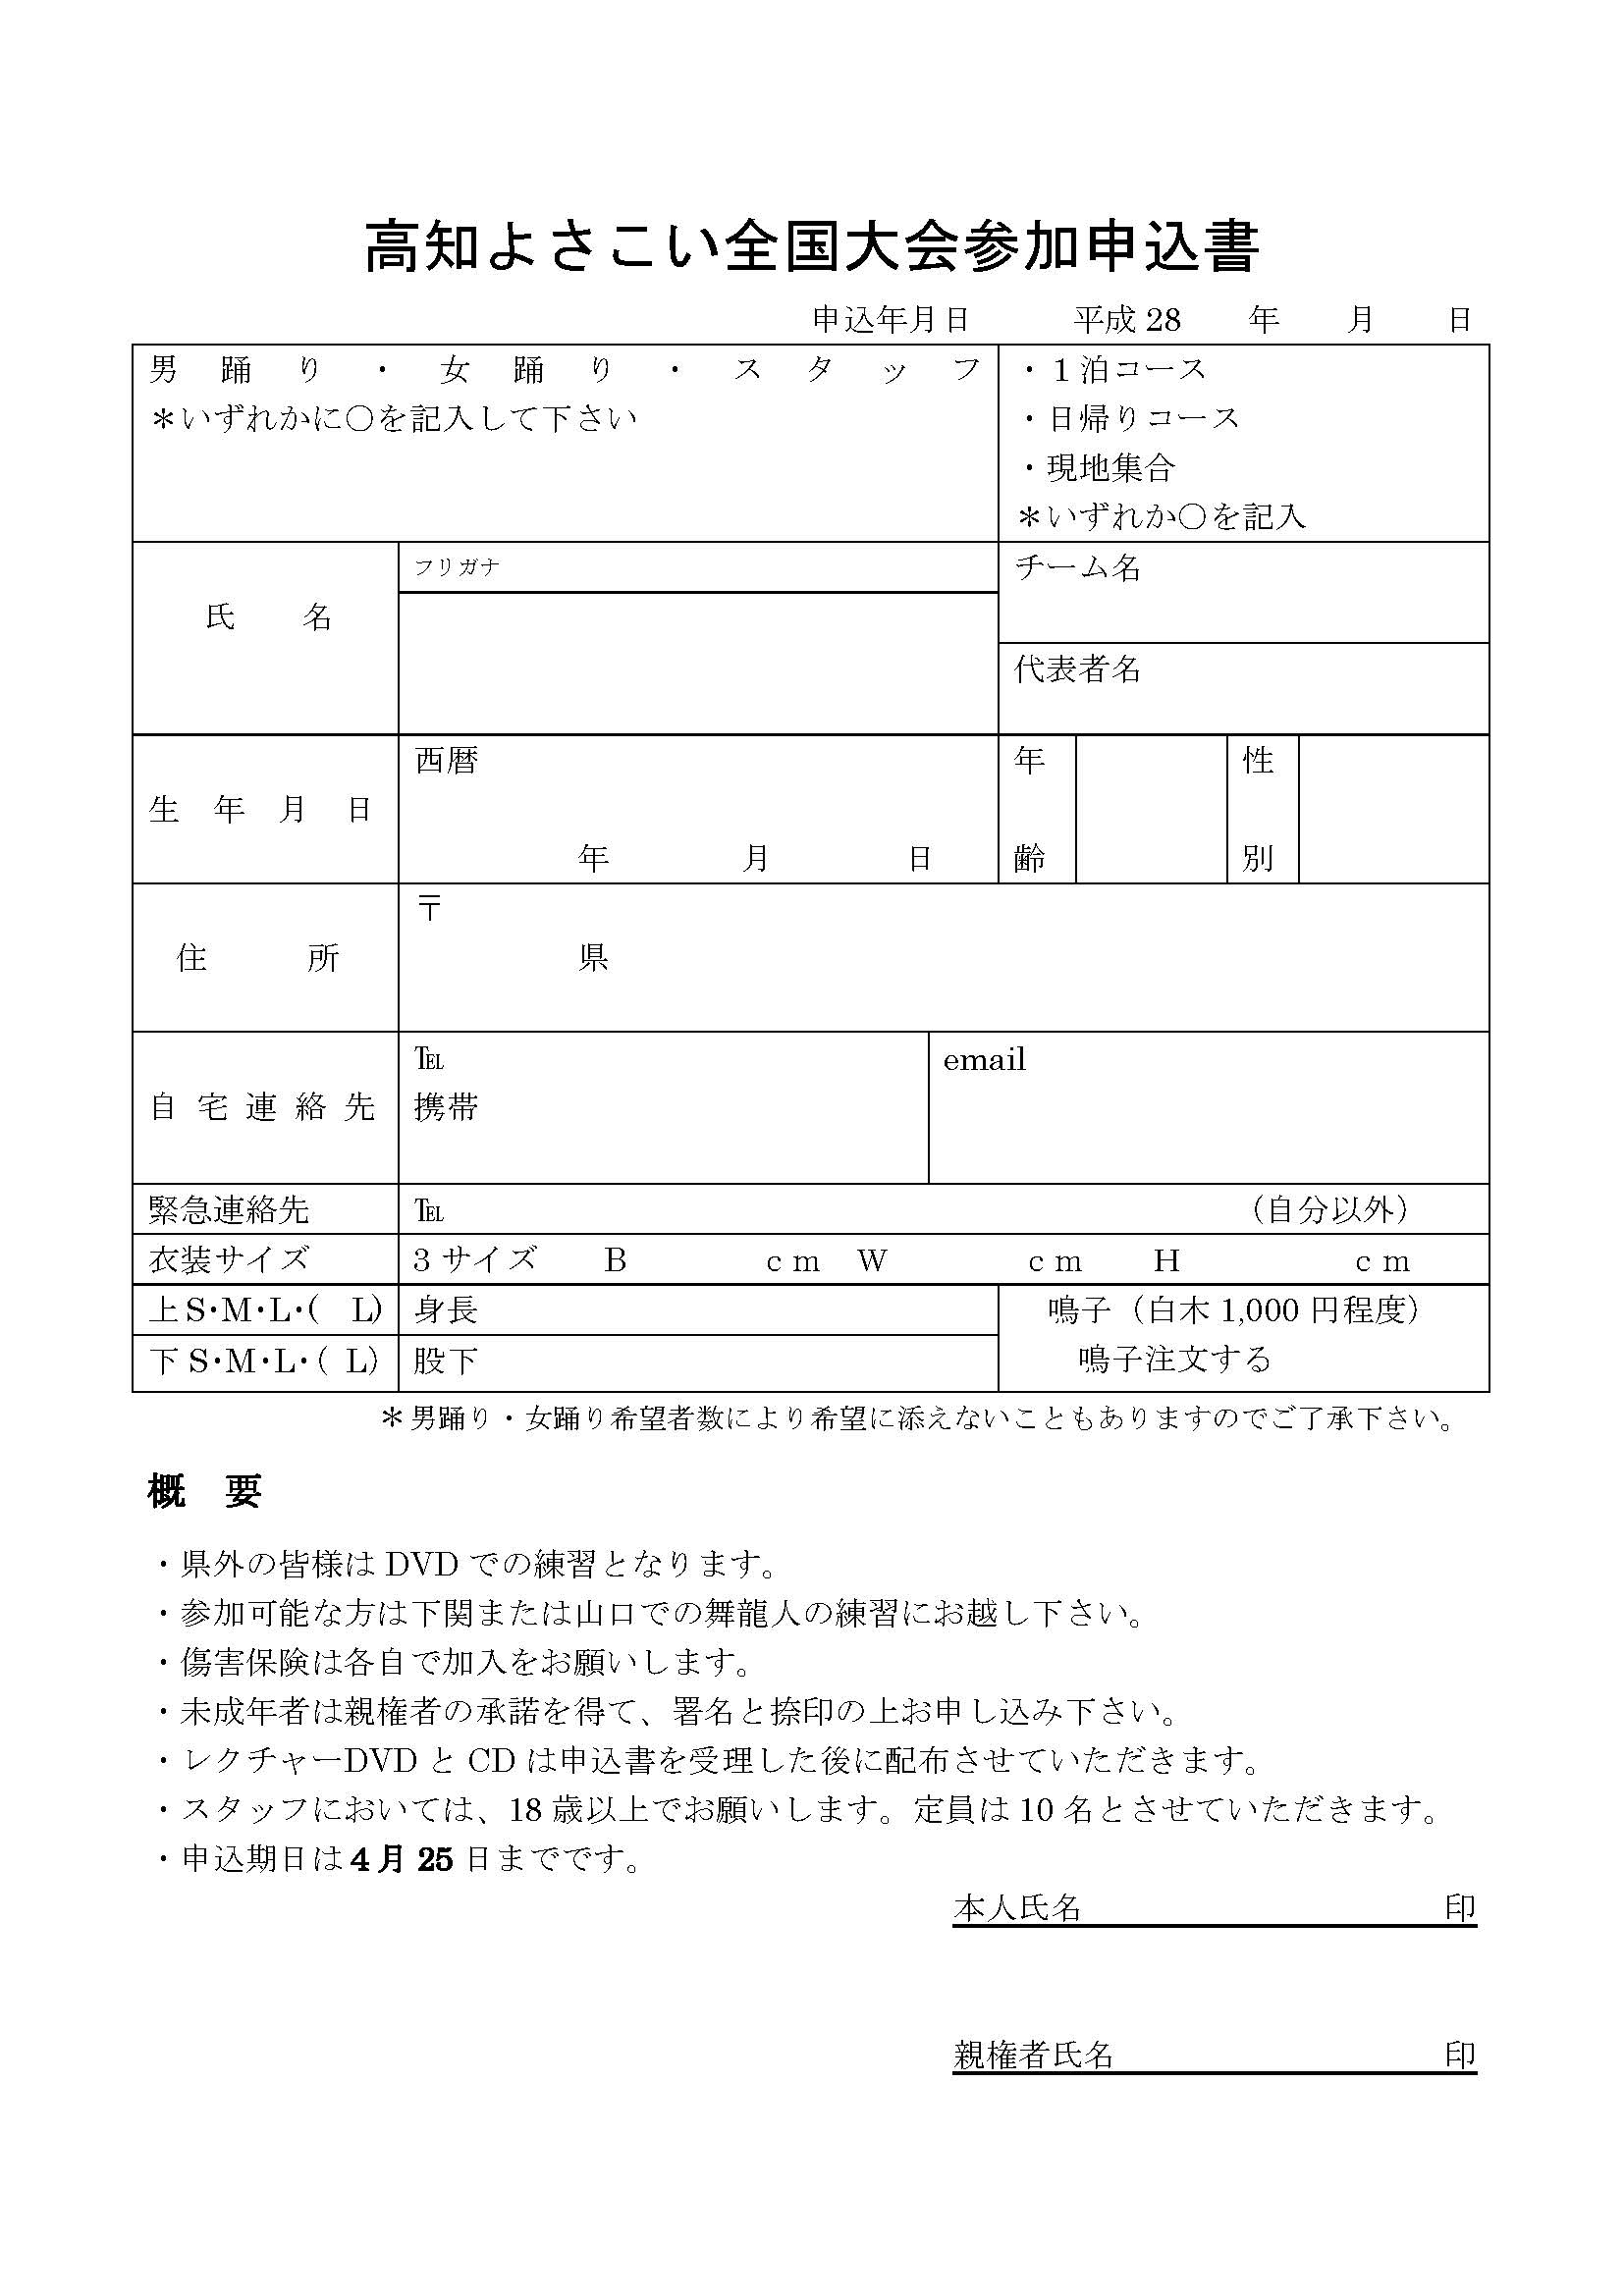 高知よさこい全国大会参加申込書
申込年月日　　　平成 28　　年　　月　　日
男踊り・女踊り・スタッフ
＊いずれかに〇を記入して下さい
・１泊コース
・日帰りコース
・現地集合
＊いずれか〇を記入
氏　　名
フリガナ
チーム名
代表者名
生　年　月　日
西暦
年　　　　月　　　　日
年
齢
性
別
住　　　所
〒
県
自宅連絡先
℡
携帯
email
緊急連絡先
℡　　　（自分以外）
衣装サイズ
3 サイズ　　B　　　　ｃｍ　W　　　　ｃｍ　　H　　　　　ｃｍ
上 S･M･L･(　L)
身長
鳴子（白木 1,000 円程度）
下 S･M･L･( L)
股下
鳴子注文する
＊男踊り・女踊り希望者数により希望に添えないこともありますのでご了承下さい。
概　要
・県外の皆様は DVD での練習となります。
・参加可能な方は下関または山口での舞龍人の練習にお越し下さい。
・傷害保険は各自で加入をお願いします。
・未成年者は親権者の承諾を得て、署名と捺印の上お申し込み下さい。
・レクチャーDVD と CD は申込書を受理した後に配布させていただきます。
・スタッフにおいては、18 歳以上でお願いします。定員は 10 名とさせていただきます。
・申込期日は４月 25 日までです。
本人氏名　　　　　　　　　　　印
親権者氏名　　　　　　　　　　印